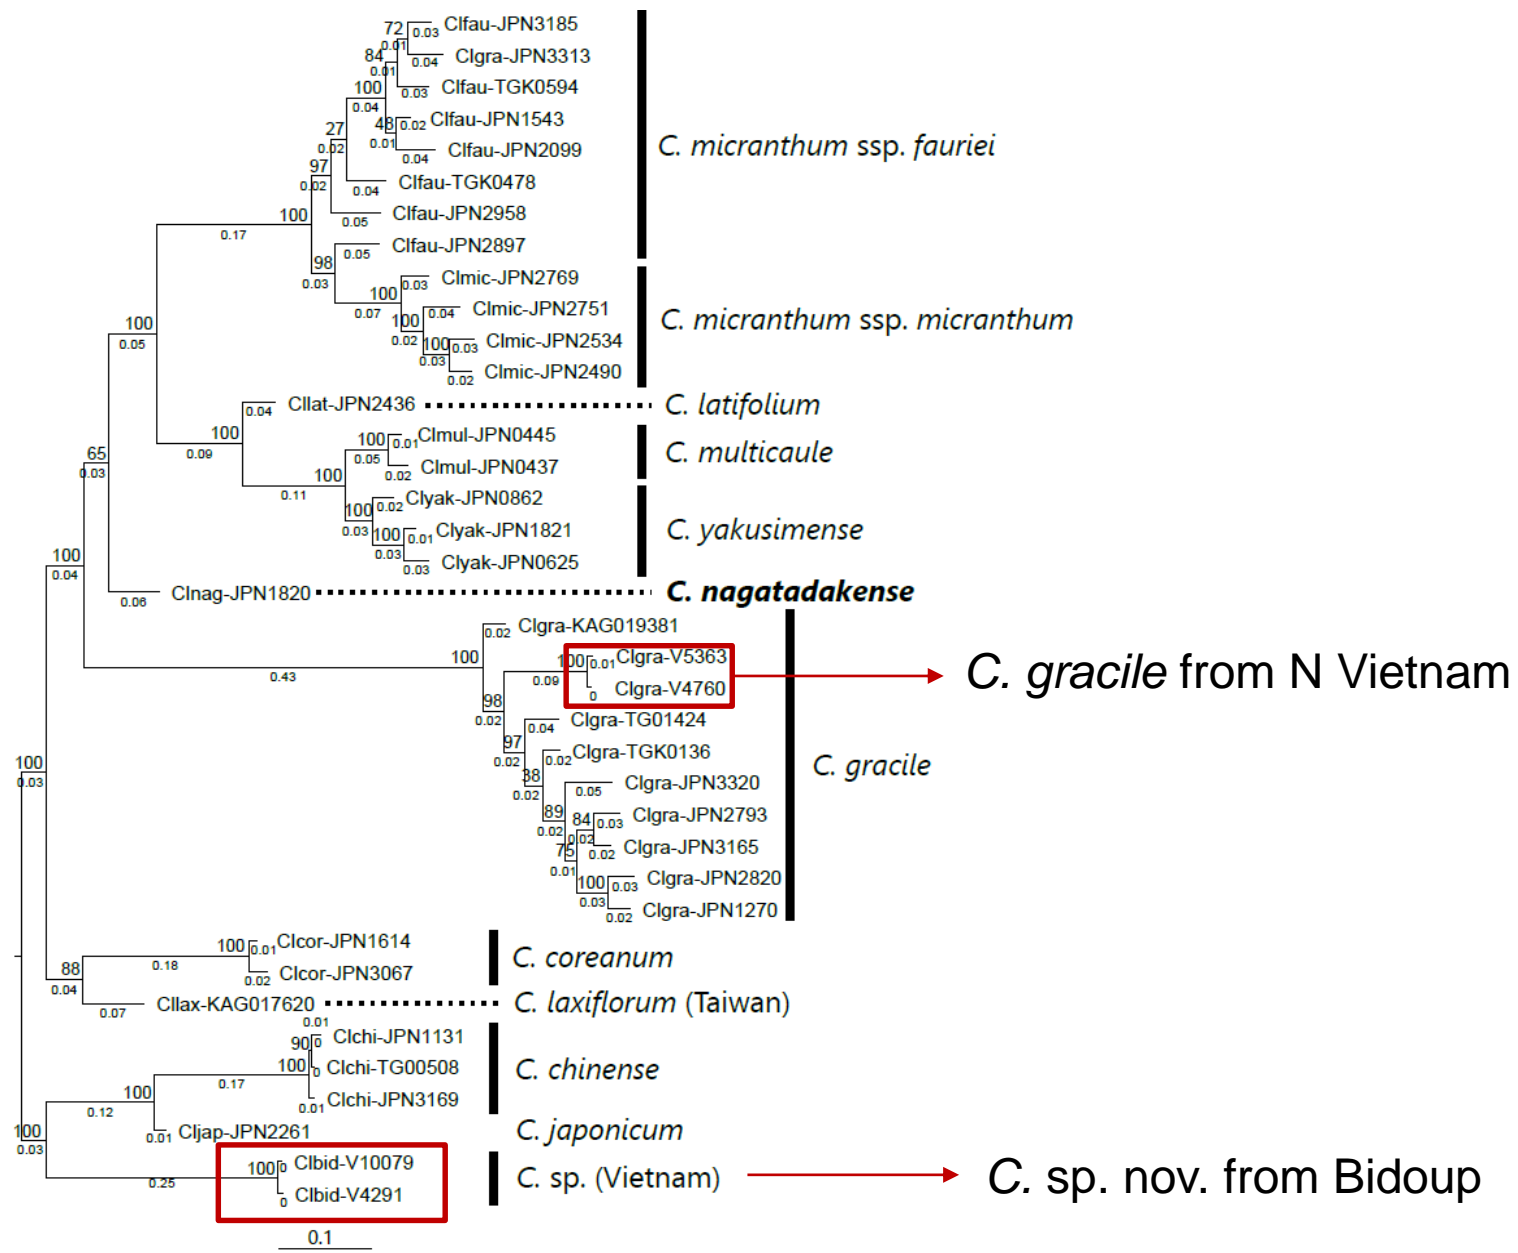 72
Clfau-JPN3185
0.03
0.01
84
Clgra-JPN3313
0.04
0.01
100
Clfau-TGK0594
0.03
0.04
Clfau-JPN1543
48
0.02
27
0.01
Clfau-JPN2099
0.04
0.02
C. micranthum ssp. fauriei
97
Clfau-TGK0478
0.04
0.02
100
Clfau-JPN2958
0.05
0.17
Clfau-JPN2897
0.05
98
0.03
Clmic-JPN2769
0.03
100
0.07
Clmic-JPN2751
0.04
100
0.02
C. micranthum ssp. micranthum
Clmic-JPN2534
100
0.03
0.03
Clmic-JPN2490
0.02
100
0.05
Cllat-JPN2436
0.04
C. latifolium
100
0.09
Clmul-JPN0445
100
0.01
0.05
Clmul-JPN0437
0.02
C. multicaule
65
0.03
100
0.11
Clyak-JPN0862
0.02
100
0.03
Clyak-JPN1821
100
0.01
0.03
Clyak-JPN0625
0.03
C. yakusimense
100
0.04
Clnag-JPN1820
0.06
C. nagatadakense
Clgra-KAG019381
0.02
100
0.43
100
0.01
Clgra-V5363
0.09
Clgra-V4760
0
C. gracile from N Vietnam
98
0.02
Clgra-TG01424
0.04
97
0.02
Clgra-TGK0136
0.02
38
0.02
C. gracile
Clgra-JPN3320
0.05
89
0.02
Clgra-JPN2793
84
0.03
0.02
Clgra-JPN3165
0.02
75
0.01
Clgra-JPN2820
100
0.03
0.03
Clgra-JPN1270
0.02
100
0.03
Clcor-JPN1614
100
0.01
0.18
Clcor-JPN3067
0.02
C. coreanum
88
0.04
Cllax-KAG017620
0.07
C. laxiflorum (Taiwan)
0.01
Clchi-JPN1131
90
0
Clchi-TG00508
100
0
0.17
Clchi-JPN3169
0.01
C. chinense
100
0.12
Cljap-JPN2261
0.01
C. japonicum
100
0.03
Clbid-V10079
100
0
0.25
Clbid-V4291
0
C. sp. (Vietnam)
C. sp. nov. from Bidoup
0.1